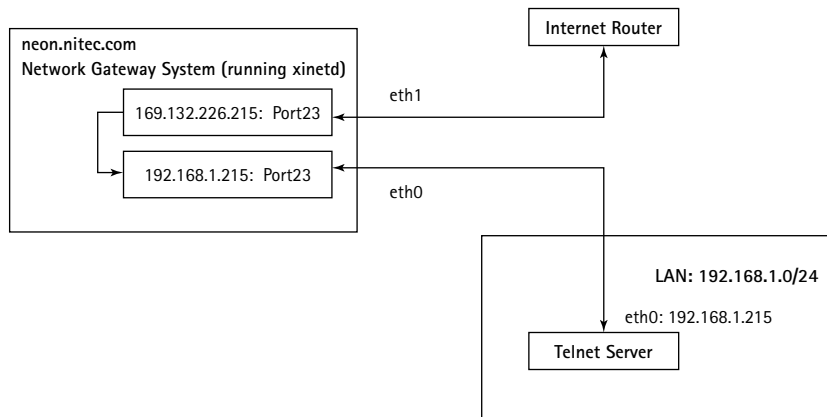 neon.nitec.com
Network Gateway System (running xinetd)
169.132.226.215: Port23
192.168.1.215: Port23
eth1
eth0
Internet Router
LAN: 192.168.1.0/24
eth0: 192.168.1.215
Telnet Server